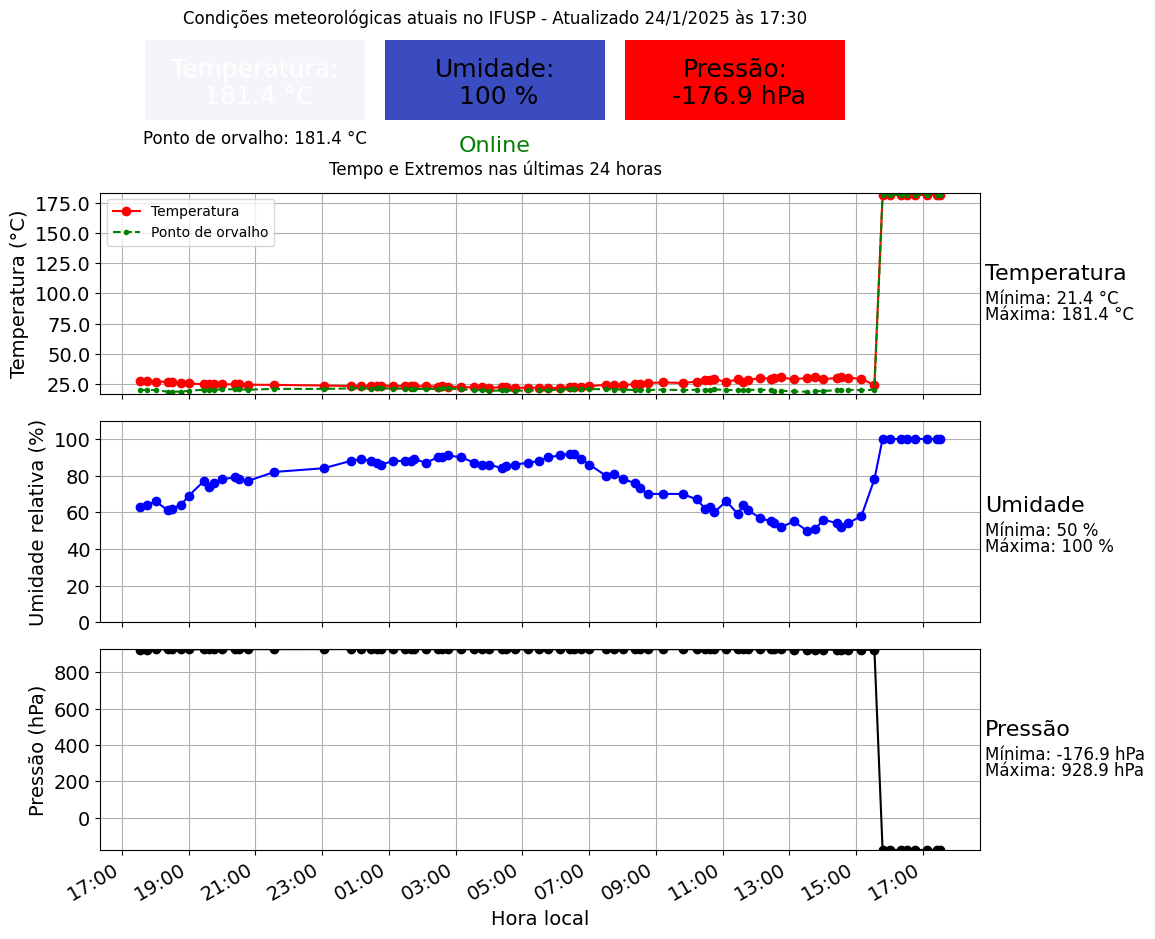 Condições meteorológicas atuais no IFUSP - Atualizado 24/1/2025 às 17:30
Temperatura:
181.4 °C
Umidade:
100 %
Pressão:
-176.9 hPa
Ponto de orvalho: 181.4 °C
Online
Tempo e Extremos nas últimas 24 horas
Temperatura (°C)
175.0
150.0
125.0
100.0
75.0
50.0
25.0
Temperatura
Ponto de orvalho
Temperatura
Mínima: 21.4 °C
Máxima: 181.4 °C
Umidade relativa (%)
100
80
60
40
20
0
Umidade
Mínima: 50 %
Máxima: 100 %
Pressão (hPa)
800
600
400
200
0
Pressão
Mínima: -176.9 hPa
Máxima: 928.9 hPa
17:00
19:00
21:00
23:00
01:00
03:00
05:00
07:00
09:00
11:00
13:00
15:00
17:00
Hora local